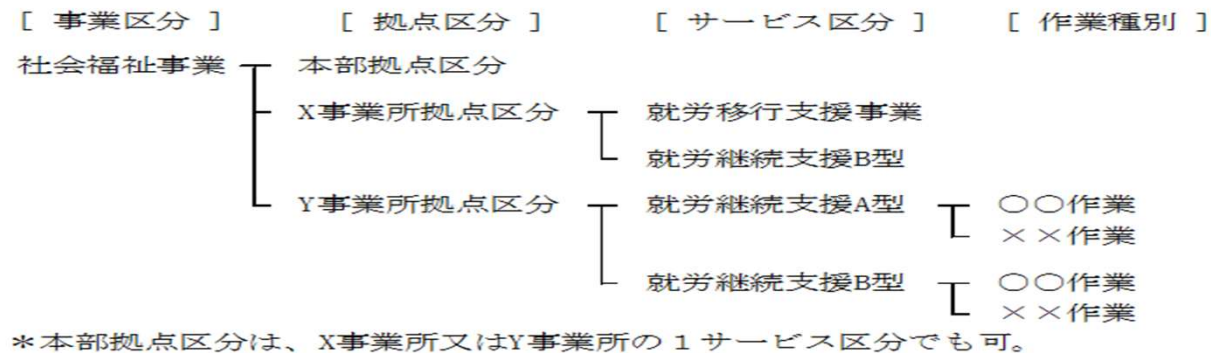 [ 事業区分 ] [ 拠点区分 ] [ サービス区分 ] [ 作業種別 ]
社会福祉事業 本部拠点区分
X事業所拠点区分 就労移行支援事業
就労継続支援B型
Y事業所拠点区分 就労継続支援A型 ○○作業
××作業
就労継続支援B型 ○○作業
××作業
*本部拠点区分は、X事業所又はY事業所の1サービス区分でも可。